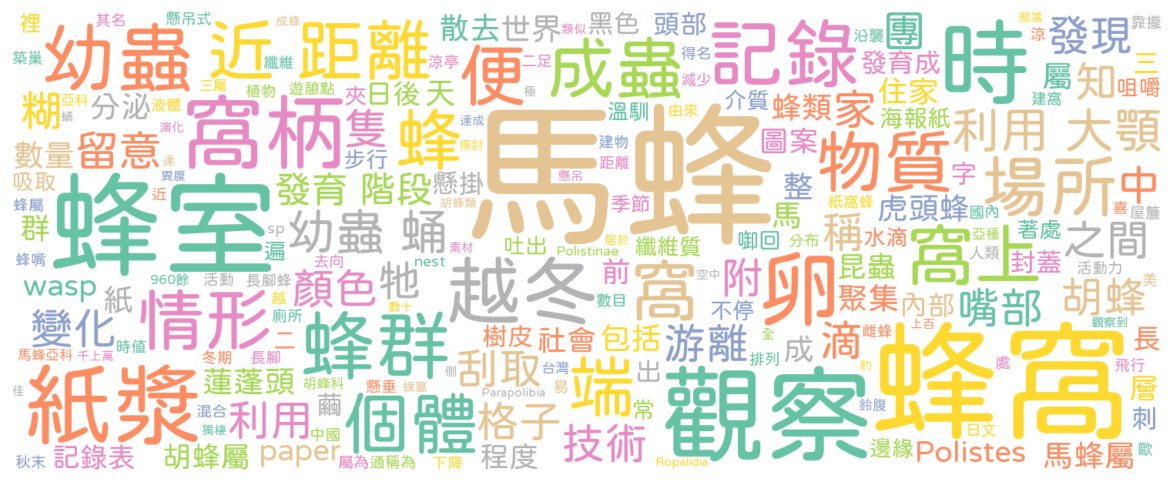 裡 其名 懸吊式 成蜂 散去 世界 黑色 頭部 類似 沿襲 團 時 發現 部落 涼 靠攏
築巢 幼蟲 近 距離 纖維 涼亭 便 二足 成蟲 得名 減少 記錄 發育成 屬 知 三 咀嚼
糊 亞科 蛹 分泌 三屬 液體 植物 遊憩點 夾 日後 天 極 溫馴 介質 蜂類 家 住家 海報紙 建窩
數量 留意 演化 窩柄 隻 蜂 達成 探討 馬蜂 由來 建物 距離 圖案 物質 利用 大顎
吸取 達 異腹 近 發育 階段 步行 懸掛 胡蜂類 懸吊 季節 整 字 紙窩蜂 場所 中
蜂屬 群 蜂室 sp 遍 幼蟲 蛹 素材 吐出 居於 Polistinae 纖維質 分布 馬 啣回 稱 水滴 虎頭蜂 國內 亞種 人類 著處 喜 屋簷
蜂嘴 960餘 活動 長腳蜂 去向 nest 空中 前 附 卵 昆蟲 窩上 封蓋 之間 活動力
wasp 紙 情形 越 顏色 牠 越冬 數十 窩 數目 不停 聚集 內部 嘴部 胡蜂 美
變化 時值 廁所 二 蜂群 樹皮 社會 包括 游離 全 雌蜂 上百 滴 蜂窩 觀察到 長
馬蜂亞科 千上萬 冬期 長腳 胡蜂科 側 刮取 台灣 端 出 排列 成 約 處 飛行
佳 紙漿 蓮蓬頭 懸垂 蜾蠃 Parapolibia 易 常 觀察 鈴腹 層 刺
混合 獨棲 利用 繭 個體 格子 技術 邊緣 日文 歐
秋末 記錄表 胡蜂屬 中國 paper 屬為 通稱為 下降 程度 Ropalidia Polistes 馬蜂屬